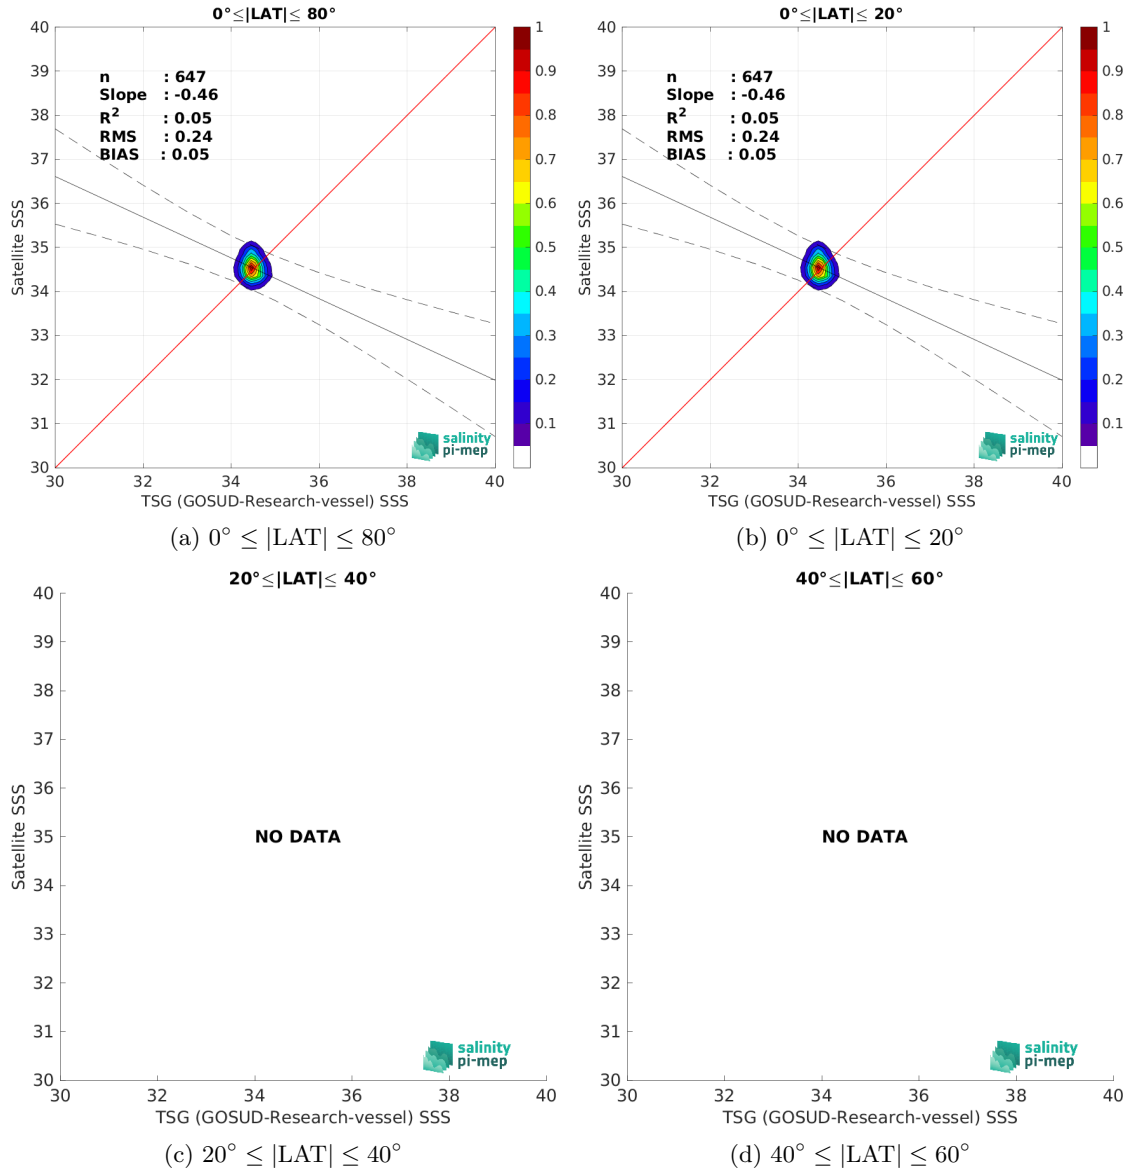 0°≤|LAT|≤ 80°
40
39
38
37
36
35
34
33
32
31
30
Satellite SSS
n : 647
Slope : -0.46
R² : 0.05
RMS : 0.24
BIAS : 0.05
salinity
pi-mep
30 32 34 36 38 40
TSG (GOSUD-Research-vessel) SSS
1
0.9
0.8
0.7
0.6
0.5
0.4
0.3
0.2
0.1
(a) 0° ≤ |LAT| ≤ 80°
0°≤|LAT|≤ 20°
40
39
38
37
36
35
34
33
32
31
30
Satellite SSS
n : 647
Slope : -0.46
R² : 0.05
RMS : 0.24
BIAS : 0.05
salinity
pi-mep
30 32 34 36 38 40
TSG (GOSUD-Research-vessel) SSS
1
0.9
0.8
0.7
0.6
0.5
0.4
0.3
0.2
0.1
(b) 0° ≤ |LAT| ≤ 20°
20°≤|LAT|≤ 40°
40
39
38
37
36
35
34
33
32
31
30
Satellite SSS
NO DATA
salinity
pi-mep
30 32 34 36 38 40
TSG (GOSUD-Research-vessel) SSS
(c) 20° ≤ |LAT| ≤ 40°
40°≤|LAT|≤ 60°
40
39
38
37
36
35
34
33
32
31
30
Satellite SSS
NO DATA
salinity
pi-mep
30 32 34 36 38 40
TSG (GOSUD-Research-vessel) SSS
(d) 40° ≤ |LAT| ≤ 60°